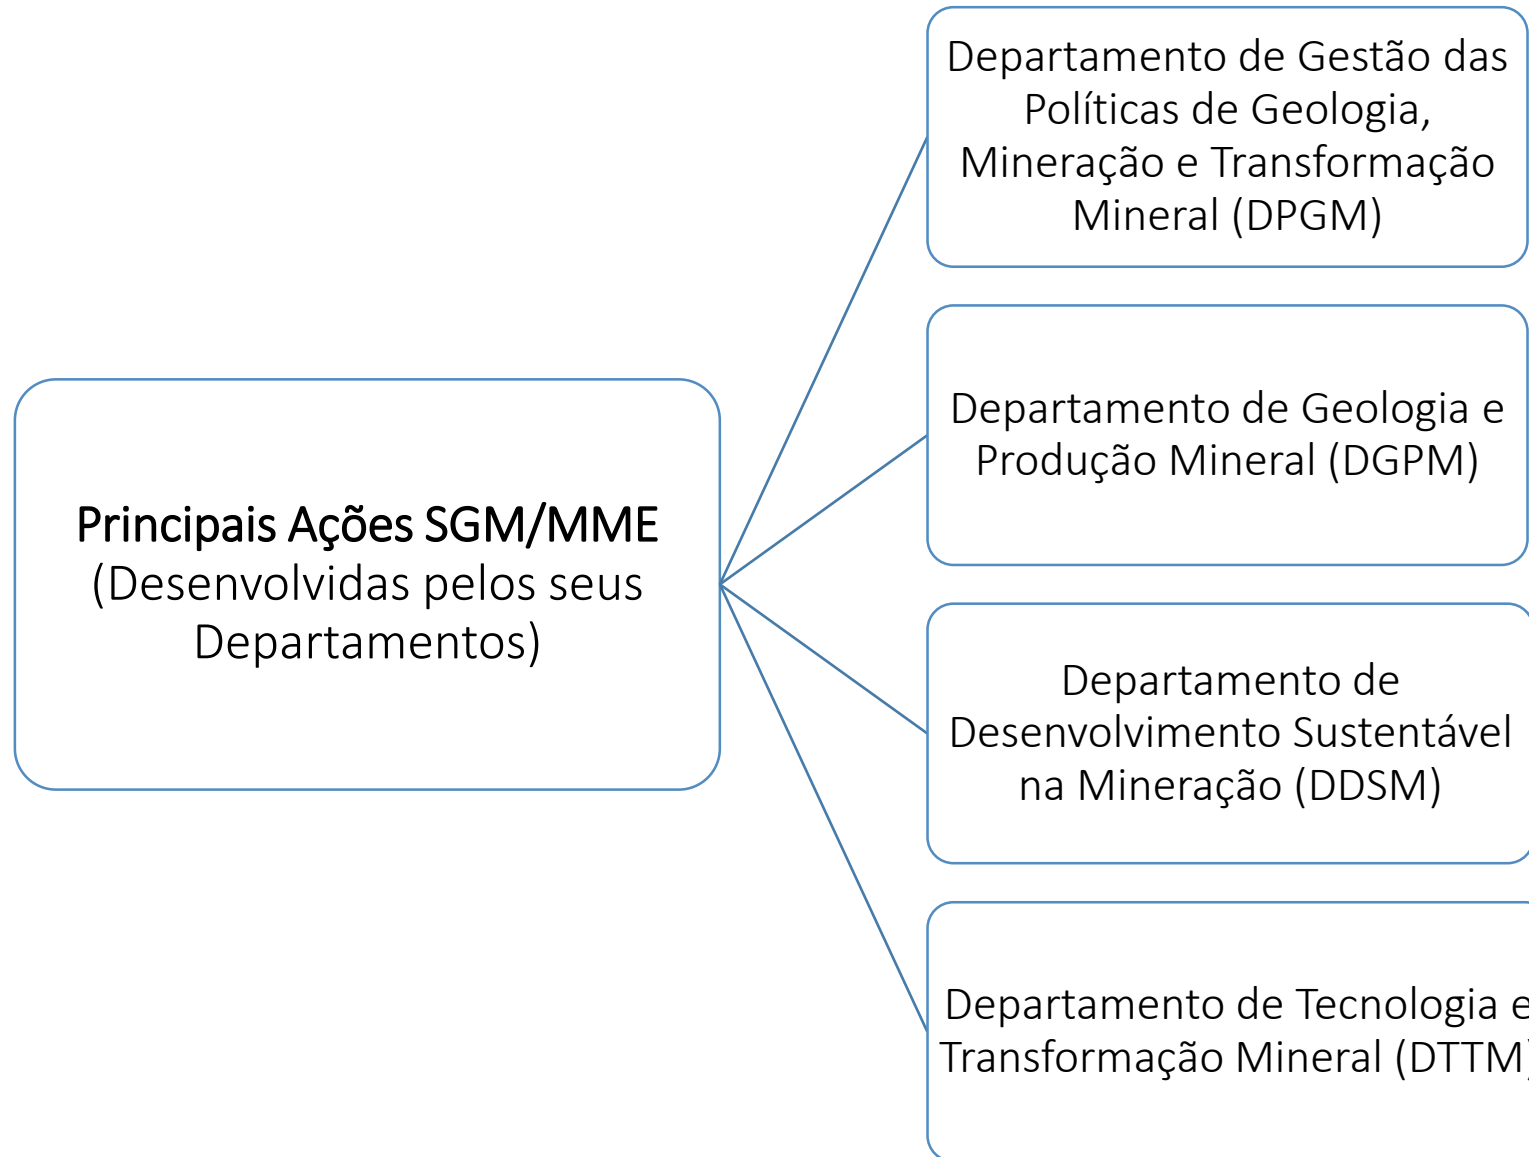 Principais Ações SGM/MME
(Desenvolvidas pelos seus
Departamentos)
Departamento de Gestão das
Políticas de Geologia,
Mineração e Transformação
Mineral (DPGM)
Departamento de Geologia e
Produção Mineral (DGPM)
Departamento de
Desenvolvimento Sustentável
na Mineração (DDSM)
Departamento de Tecnologia e
Transformação Mineral (DTTM)